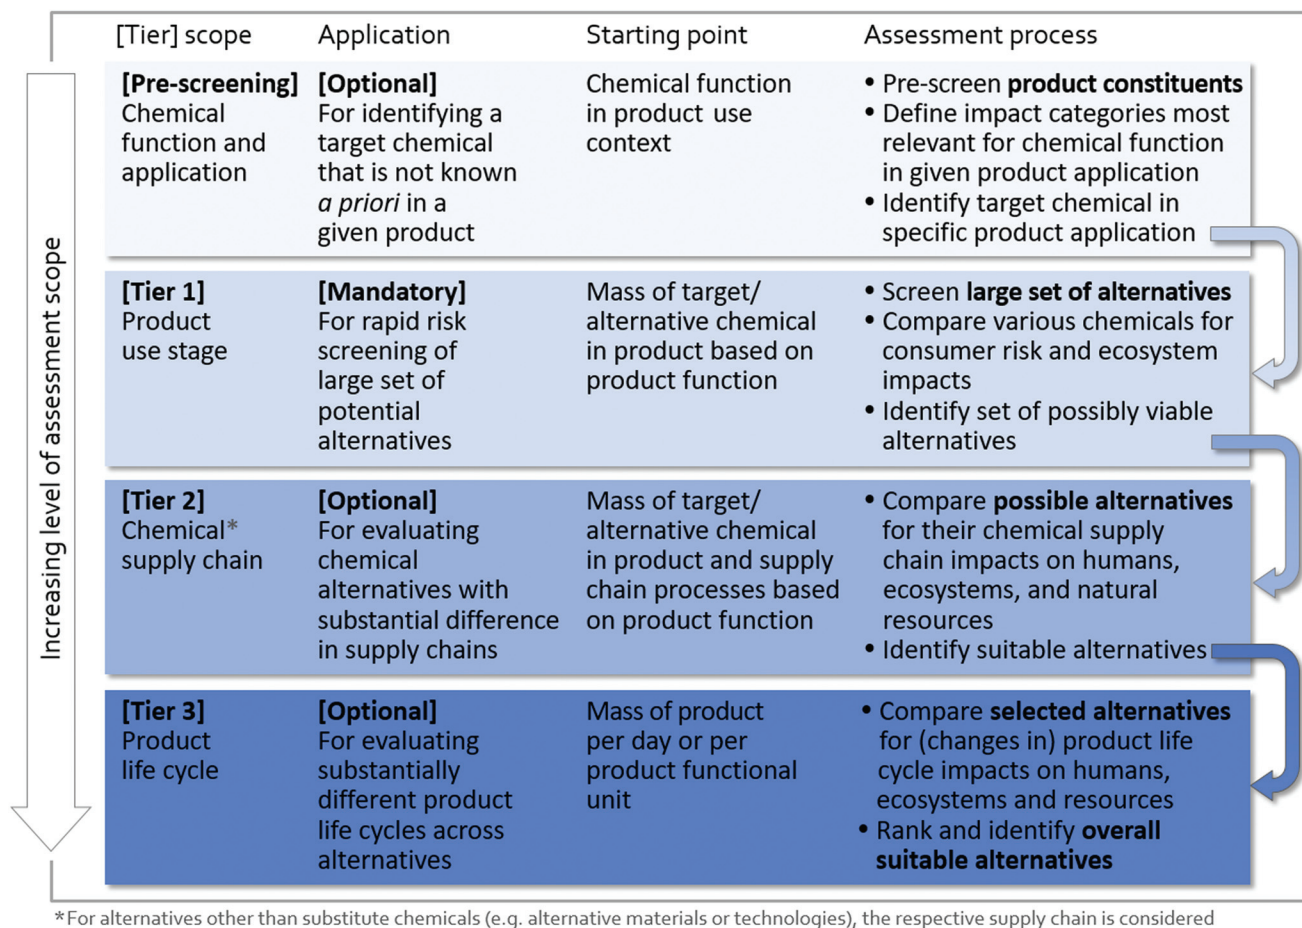 [Tier] scope
Application
Starting point
Assessment process
Increasing level of assessment scope
[Pre-screening]
Chemical
function and
application
[Optional]
For identifying a
target chemical
that is not known
a priori in a
given product
Chemical function
in product use
context
• Pre-screen product constituents
• Define impact categories most
relevant for chemical function
in given product application
• Identify target chemical in
specific product application
[Tier 1]
Product
use stage
[Mandatory]
For rapid risk
screening of
large set of
potential
alternatives
Mass of target/
alternative chemical
in product based on
product function
• Screen large set of alternatives
• Compare various chemicals for
consumer risk and ecosystem
impacts
• Identify set of possibly viable
alternatives
[Tier 2]
Chemical*
supply chain
[Optional]
For evaluating
chemical
alternatives with
substantial difference
in supply chains
Mass of target/
alternative chemical
in product and supply
chain processes based
on product function
• Compare possible alternatives
for their chemical supply
chain impacts on humans,
ecosystems, and natural
resources
• Identify suitable alternatives
[Tier 3]
Product
life cycle
[Optional]
For evaluating
substantially
different product
life cycles across
alternatives
Mass of product
per day or per
product functional
unit
• Compare selected alternatives
for (changes in) product life
cycle impacts on humans,
ecosystems and resources
• Rank and identify overall
suitable alternatives
*For alternatives other than substitute chemicals (e.g. alternative materials or technologies), the respective supply chain is considered